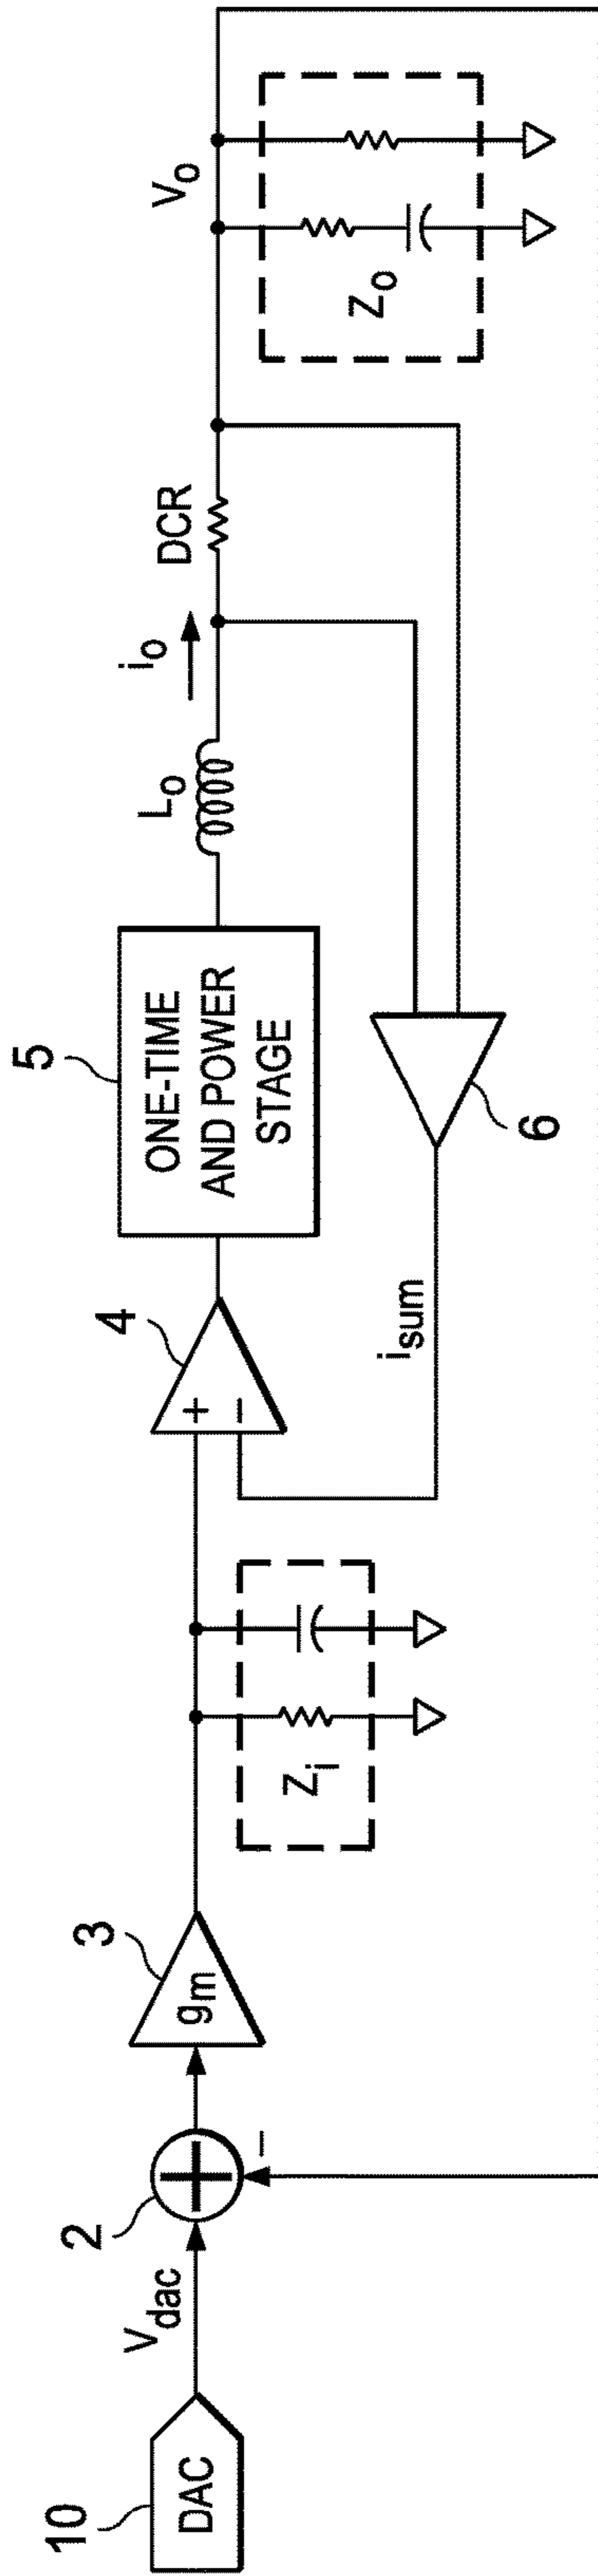 10
DAC
Vdac
2
−
3
gm
Zi
4
+
−
isum
5
ONE-TIME
AND POWER
STAGE
6
Lo
io
DCR
Vo
Zo